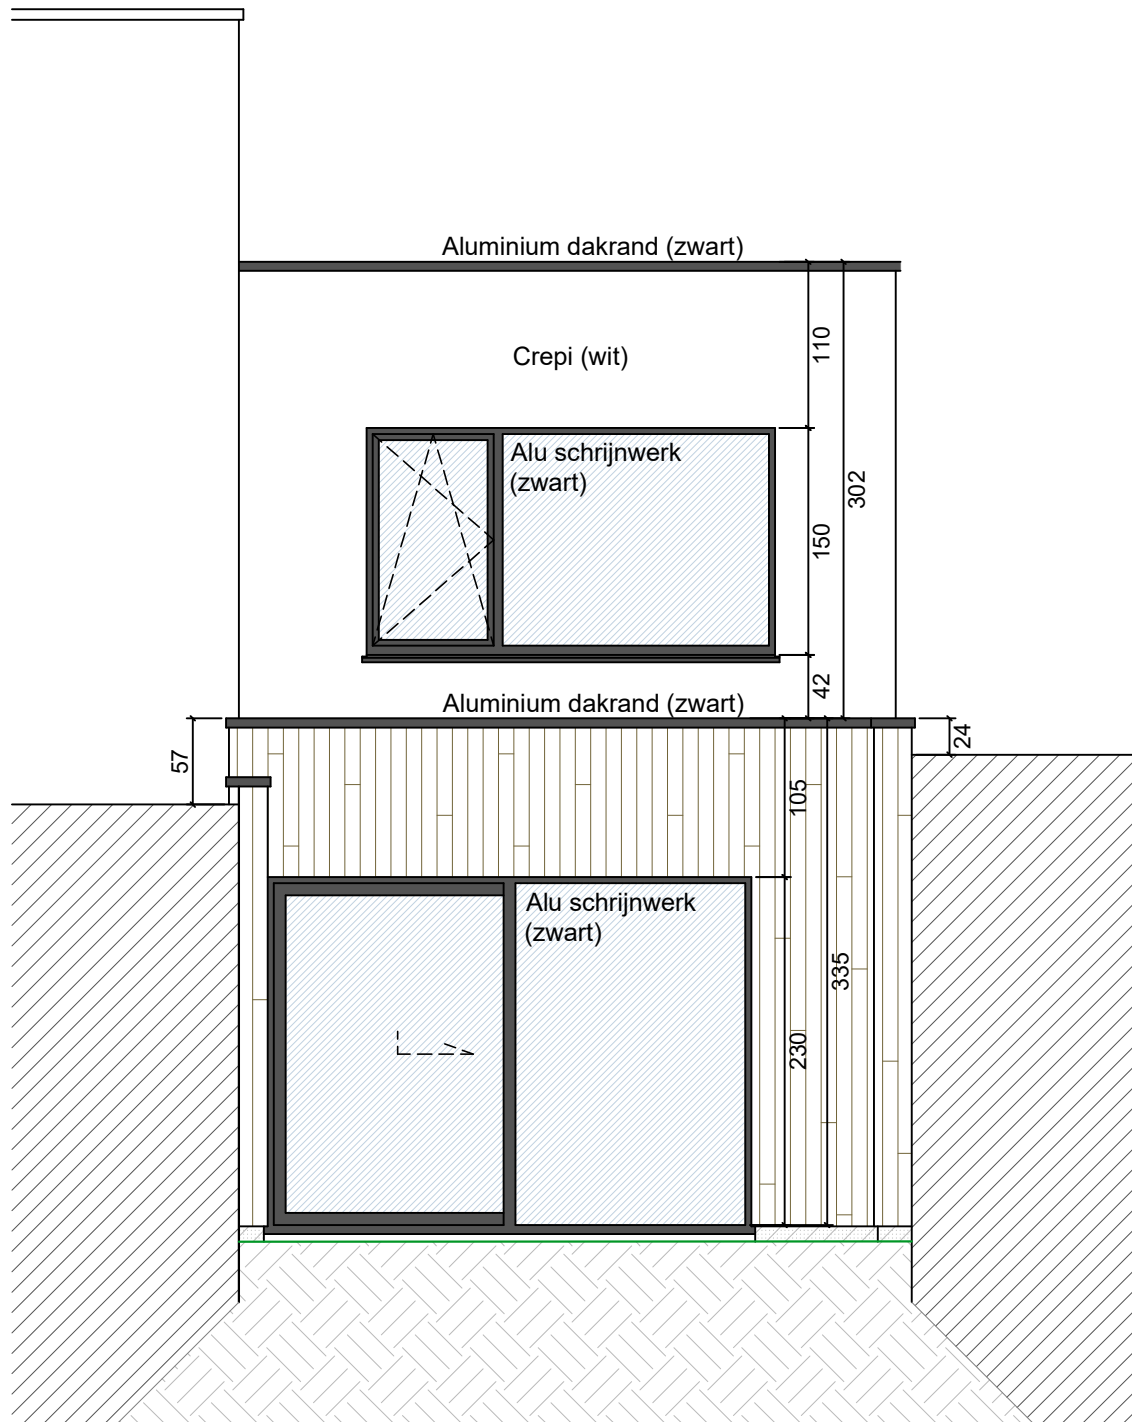 Aluminium dakrand (zwart)
110
Crepi (wit)
Alu schrijnwerk
(zwart)
302
150
42
Aluminium dakrand (zwart)
24
57
105
Alu schrijnwerk
(zwart)
335
230